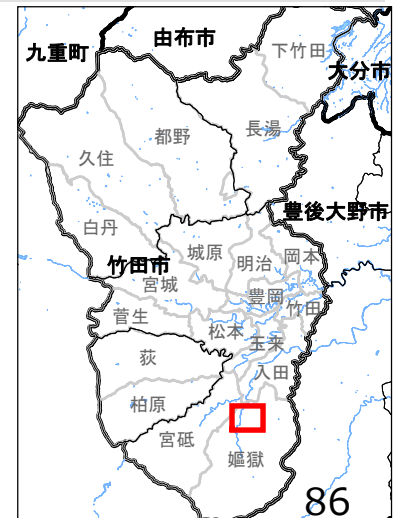 由布市
九重町
下竹田
大分市
都野
長湯
久住
豊後大野市
白丹
城原
岡本
明治
竹田市
宮城
豊岡
竹田
菅生
松本
玉来
荻
入田
柏原
宮砥
嫗獄
86